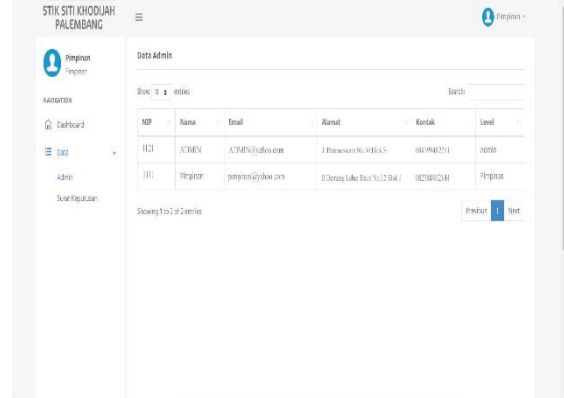 STIK SITI KHODIJAH
PALEMBANG
Pimpinan
Pimpinan
Pimpinan
NAVIGATION
Dashboard
Data
Admin
Surat Keputusan
Data Admin
Show entries
Search:
NIP Nama Email Alamat Kontak Level
1121 ADMIN ADMIN@yahoo.com Admin
1111 Pimpinan pimpinan@yahoo.com Pimpinan
Showing 1 to 2 of 2 entries
Previous 1 Next